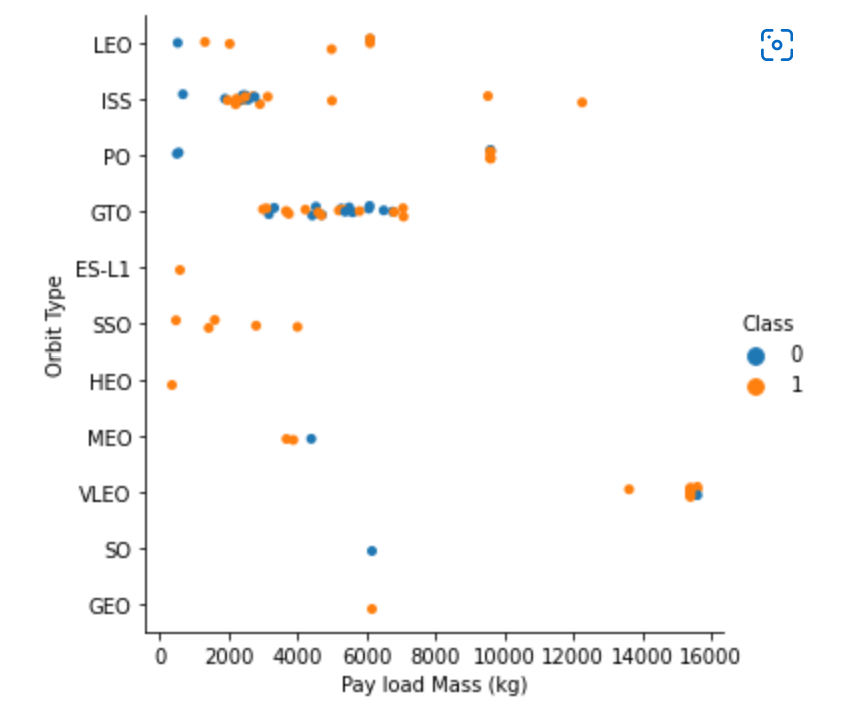 LEO
ISS
PO
GTO
ES-L1
SSO
HEO
MEO
VLEO
SO
GEO
Orbit Type
0 2000 4000 6000 8000 10000 12000 14000 16000
Pay load Mass (kg)
Class
0
1